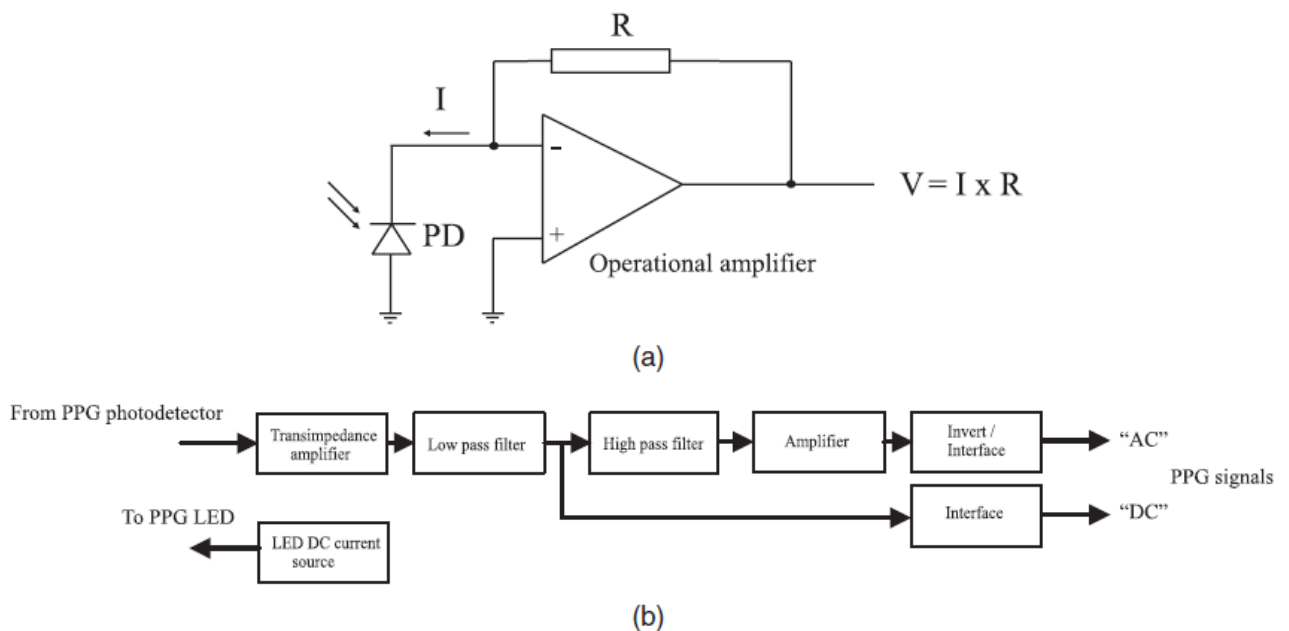 R
I
-
PD
+
V = I x R
Operational amplifier
(a)
From PPG photodetector
Transimpedance
amplifier
Low pass filter
High pass filter
Amplifier
Invert /
Interface
“AC”
PPG signals
To PPG LED
LED DC current
source
Interface
“DC”
(b)